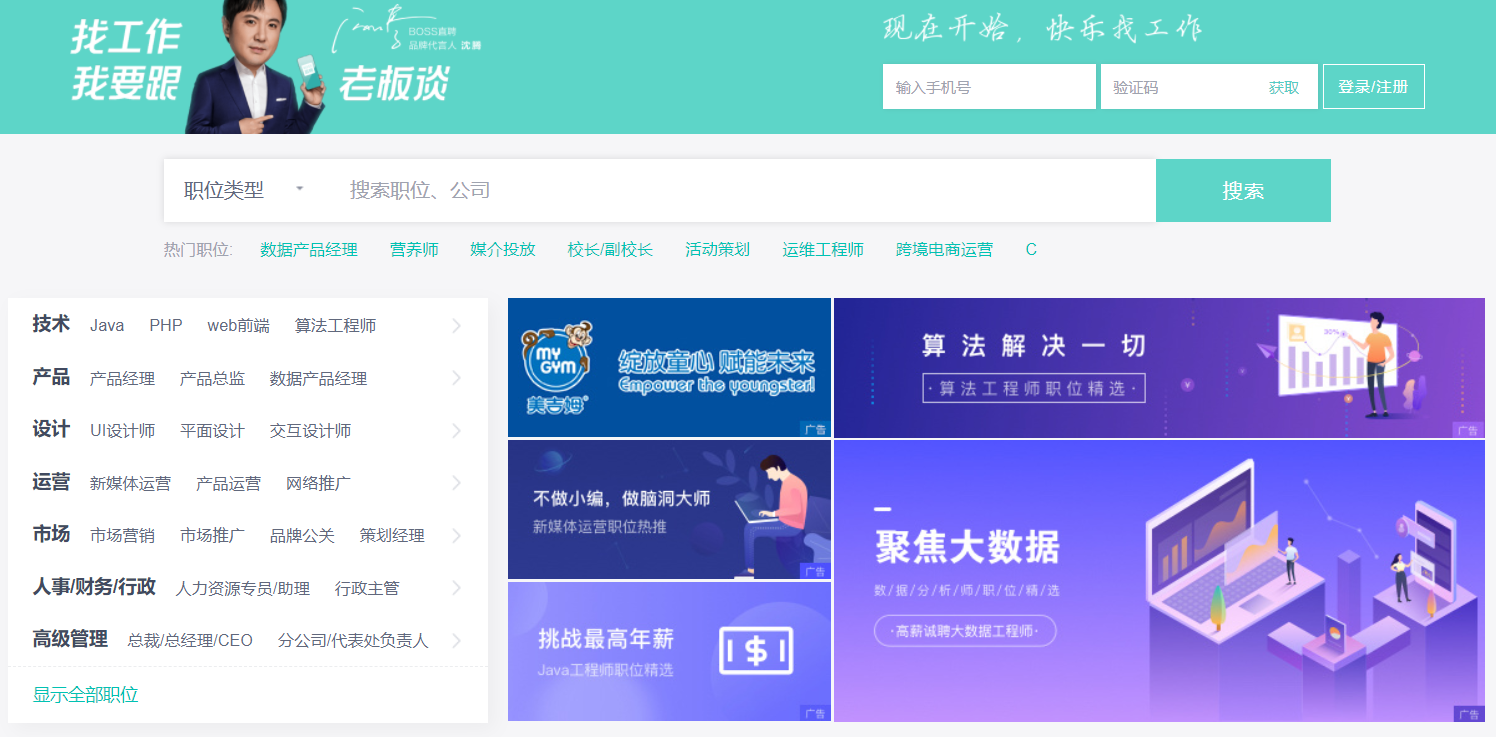 找工作
我要跟
BOSS直聘
品牌代言人 沈腾
老板谈
现在开始，快乐找工作
输入手机号 验证码 获取 登录/注册
职位类型 搜索职位、公司 搜索
热门职位: 数据产品经理 营养师 媒介投放 校长/副校长 活动策划 运维工程师 跨境电商运营 C
技术 Java PHP web前端 算法工程师
产品 产品经理 产品总监 数据产品经理
设计 UI设计师 平面设计 交互设计师
运营 新媒体运营 产品运营 网络推广
市场 市场营销 市场推广 品牌公关 策划经理
人事/财务/行政 人力资源专员/助理 行政主管
高级管理 总裁/总经理/CEO 分公司/代表处负责人
显示全部职位
MY
GYM
美吉姆®
绽放童心 赋能未来
Empower the youngster!
广告
算法解决一切
·算法工程师职位精选·
30%
广告
不做小编，做脑洞大师
新媒体运营职位热推
广告
挑战最高年薪
Java工程师职位精选
$
广告
聚焦大数据
数/据/分/析/师/职/位/精/选
·高薪诚聘大数据工程师·
广告